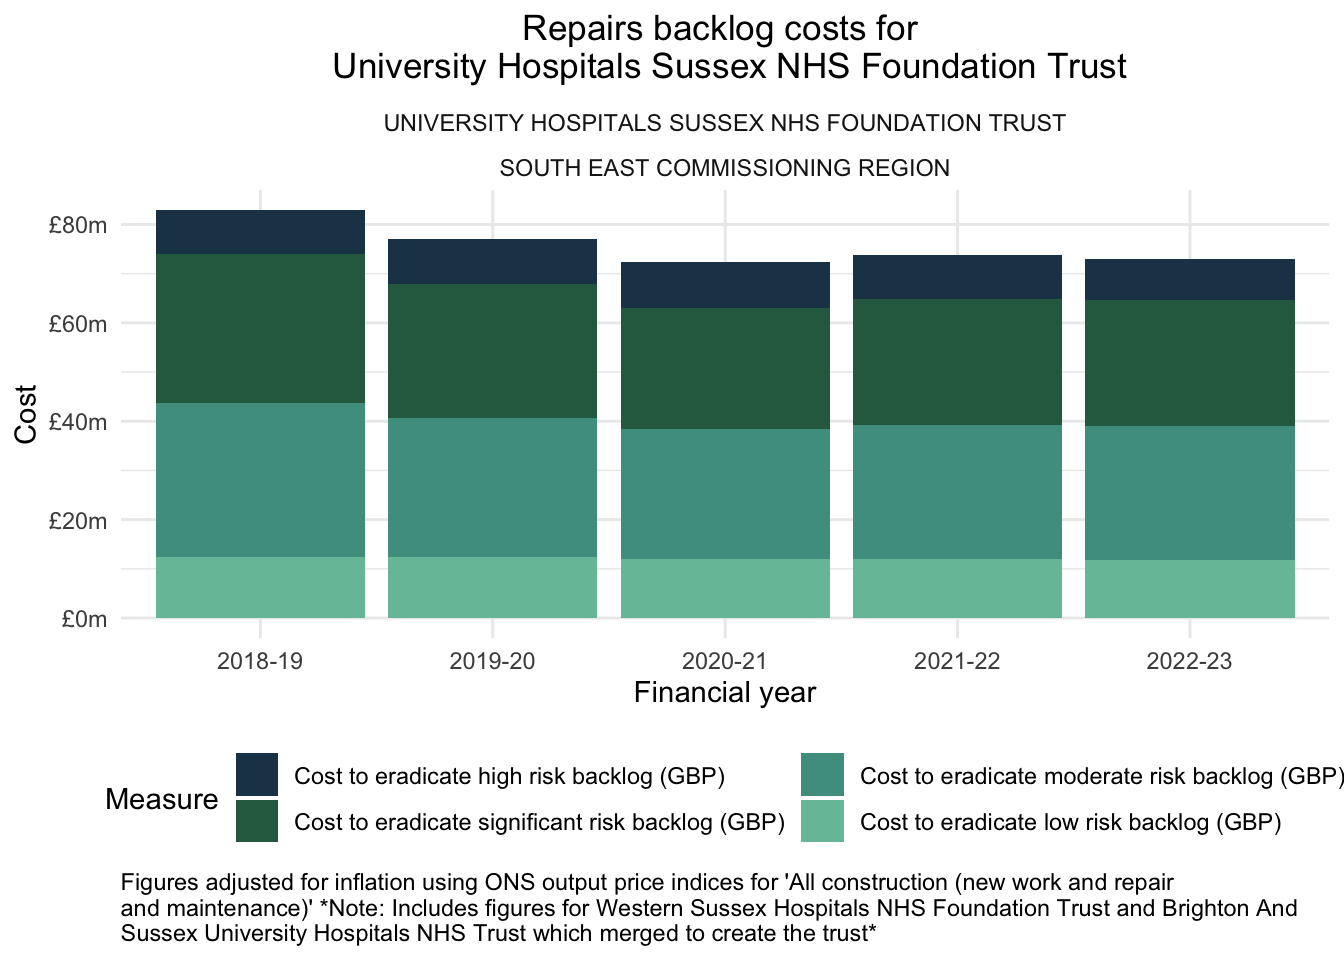 Repairs backlog costs for
University Hospitals Sussex NHS Foundation Trust
UNIVERSITY HOSPITALS SUSSEX NHS FOUNDATION TRUST
SOUTH EAST COMMISSIONING REGION
£80m
£60m
£40m
£20m
£0m
Cost
2018-19 2019-20 2020-21 2021-22 2022-23
Financial year
Measure
Cost to eradicate high risk backlog (GBP)
Cost to eradicate significant risk backlog (GBP)
Cost to eradicate moderate risk backlog (GBP)
Cost to eradicate low risk backlog (GBP)
Figures adjusted for inflation using ONS output price indices for 'All construction (new work and repair
and maintenance)' *Note: Includes figures for Western Sussex Hospitals NHS Foundation Trust and Brighton And
Sussex University Hospitals NHS Trust which merged to create the trust*